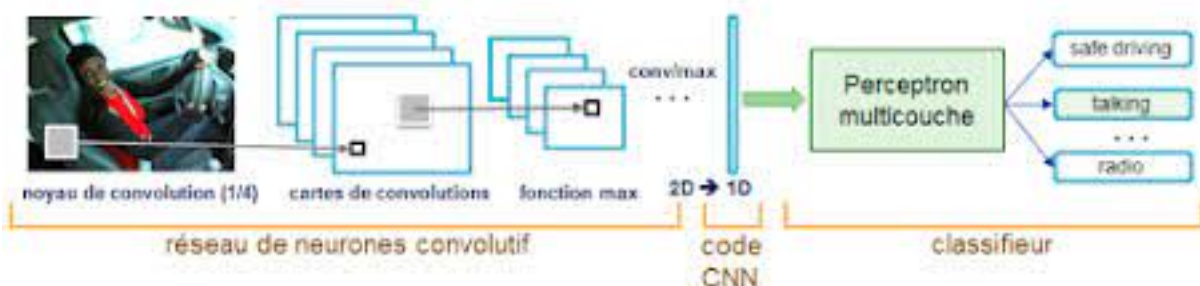 conv/max
. . .
Perceptron
multicouche
safe driving
talking
. . .
radio
noyau de convolution (1/4)
cartes de convolutions
fonction max
2D → 1D
réseau de neurones convolutif
code
CNN
classifieur